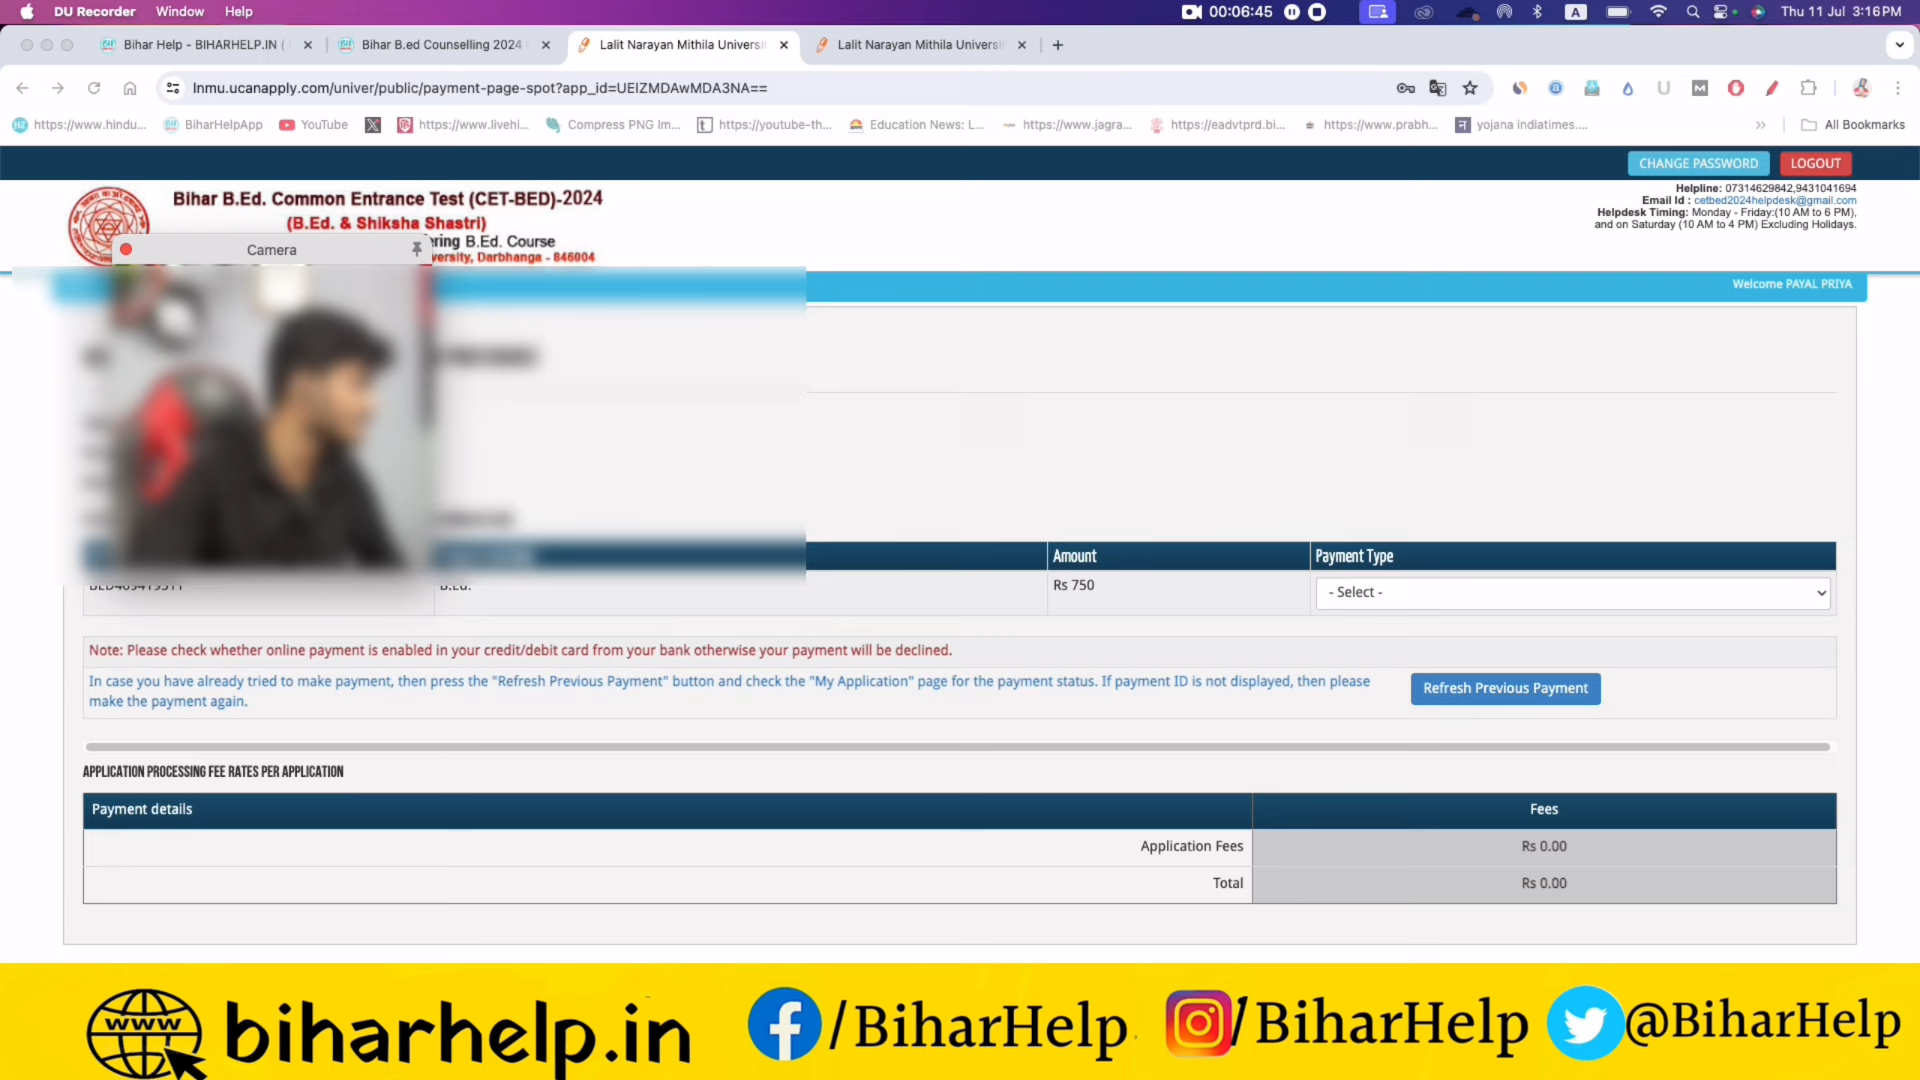 DU Recorder Window Help 00:06:45 A Thu 11 Jul 3:16 PM
Bihar Help - BIHARHELP.IN ( Bihar B.ed Counselling 2024 Lalit Narayan Mithila Universi Lalit Narayan Mithila Universi
lnmu.ucanapply.com/univer/public/payment-page-spot?app_id=UEIZMDAwMDA3NA==
https://www.hindu... BiharHelpApp YouTube https://www.livehi... Compress PNG Im... https://youtube-th... Education News: L... https://www.jagra... https://eadvtprd.bi... https://www.prabh... yojana indiatimes.... All Bookmarks
CHANGE PASSWORD LOGOUT
Bihar B.Ed. Common Entrance Test (CET-BED)-2024
(B.Ed. & Shiksha Shastri)
ring B.Ed. Course
versity, Darbhanga - 846004
Helpline: 07314629842,9431041694
Email Id : cetbed2024helpdesk@gmail.com
Helpdesk Timing: Monday - Friday:(10 AM to 6 PM),
and on Saturday (10 AM to 4 PM) Excluding Holidays.
Camera
Welcome PAYAL PRIYA
Amount Payment Type
B.Ed. Rs 750 - Select -
Note: Please check whether online payment is enabled in your credit/debit card from your bank otherwise your payment will be declined.
In case you have already tried to make payment, then press the "Refresh Previous Payment" button and check the "My Application" page for the payment status. If payment ID is not displayed, then please
make the payment again.
Refresh Previous Payment
APPLICATION PROCESSING FEE RATES PER APPLICATION
Payment details Fees
Application Fees Rs 0.00
Total Rs 0.00
www biharhelp.in /BiharHelp /BiharHelp @BiharHelp